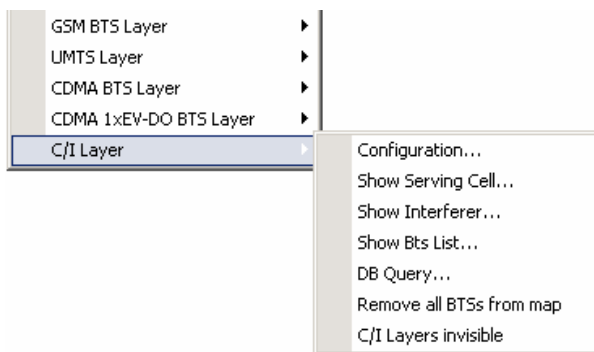 GSM BTS Layer
UMTS Layer
CDMA BTS Layer
CDMA 1xEV-DO BTS Layer
C/I Layer
Configuration...
Show Serving Cell...
Show Interferer...
Show Bts List...
DB Query...
Remove all BTSs from map
C/I Layers invisible